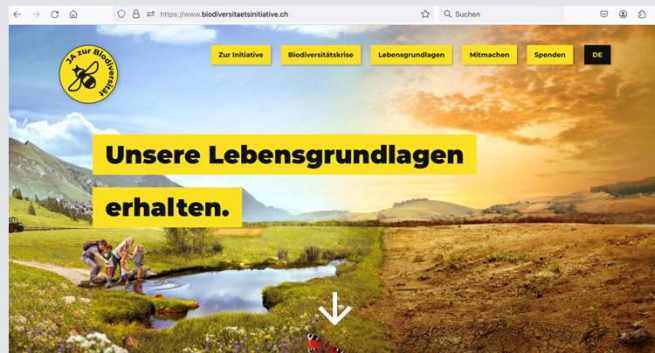 https://www.biodiversitaetsinitiative.ch
Suchen
JA zur Biodiversität
Zur Initiative
Biodiversitätskrise
Lebensgrundlagen
Mitmachen
Spenden
DE
Unsere Lebensgrundlagen
erhalten.